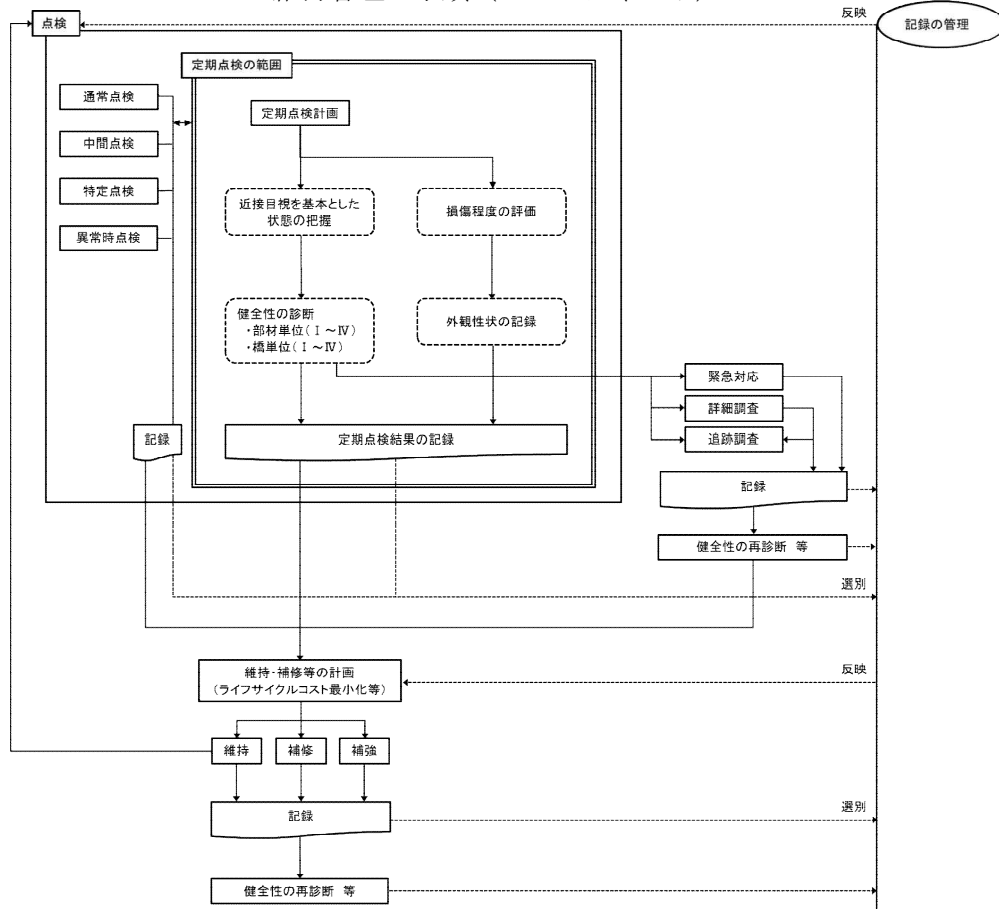 点検
反映
記録の管理
定期点検の範囲
通常点検
定期点検計画
中間点検
特定点検
近接目視を基本とした
状態の把握
損傷程度の評価
異常時点検
健全性の診断
・部材単位(Ⅰ～Ⅳ)
・橋単位(Ⅰ～Ⅳ)
外観性状の記録
緊急対応
詳細調査
追跡調査
記録
定期点検結果の記録
記録
健全性の再診断 等
選別
維持・補修等の計画
(ライフサイクルコスト最小化等)
反映
維持
補修
補強
記録
選別
健全性の再診断 等